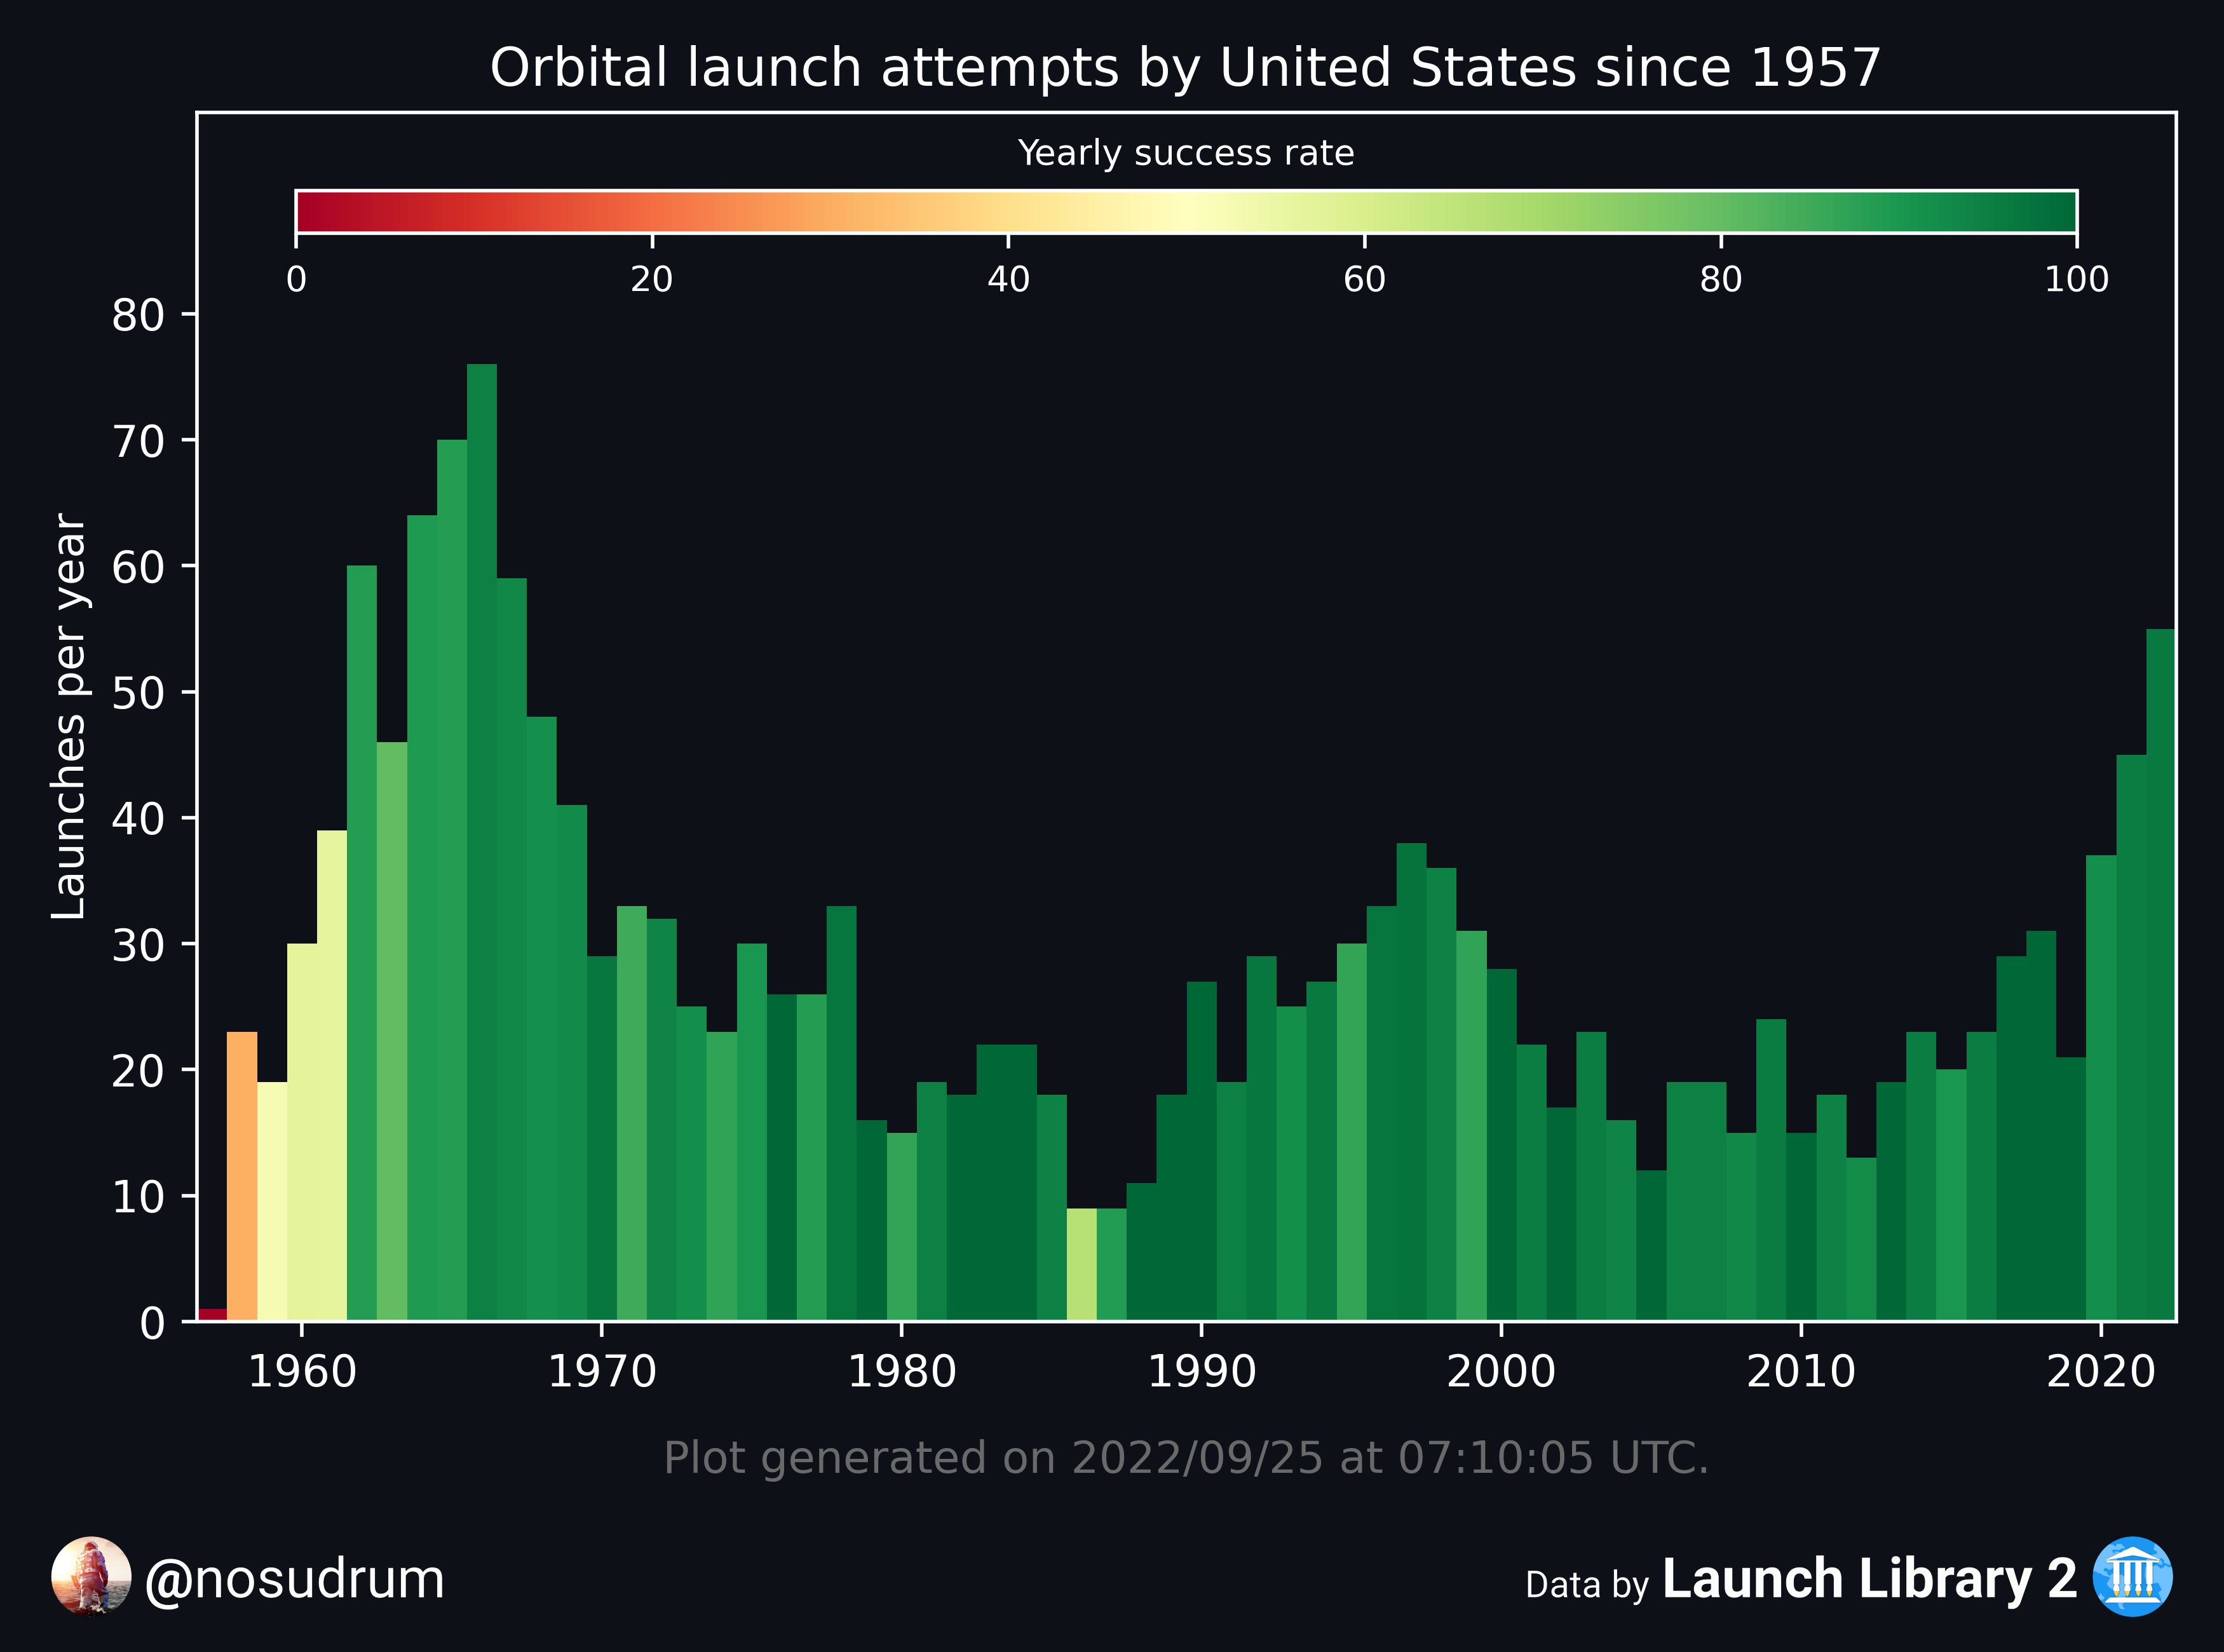 Orbital launch attempts by United States since 1957
Yearly success rate
0 20 40 60 80 100
80
70
60
50
40
30
20
10
0
Launches per year
1960 1970 1980 1990 2000 2010 2020
Plot generated on 2022/09/25 at 07:10:05 UTC.
@nosudrum
Data by Launch Library 2